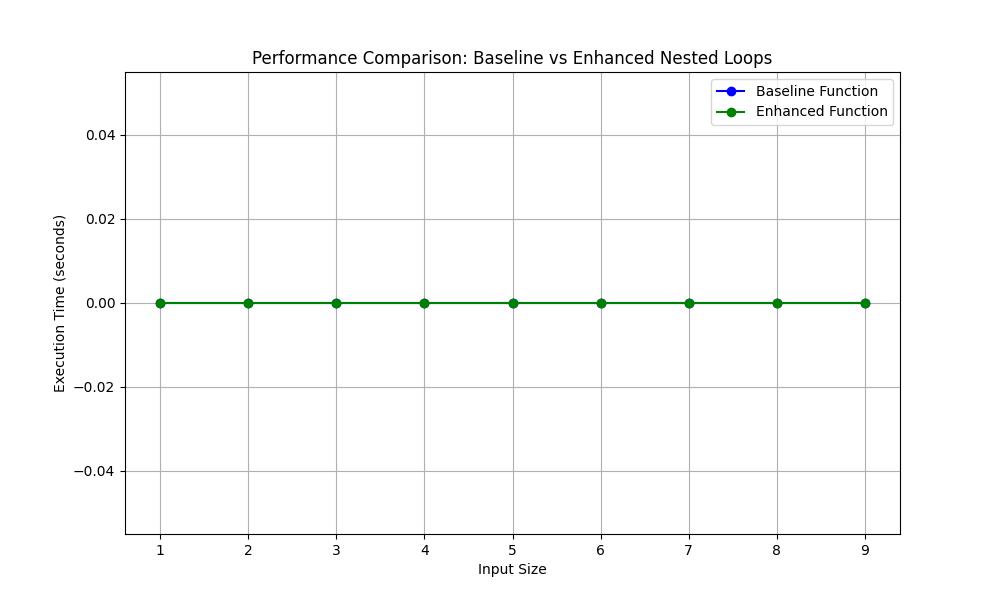 Performance Comparison: Baseline vs Enhanced Nested Loops
Baseline Function
Enhanced Function
Execution Time (seconds)
0.04
0.02
0.00
−0.02
−0.04
1 2 3 4 5 6 7 8 9
Input Size